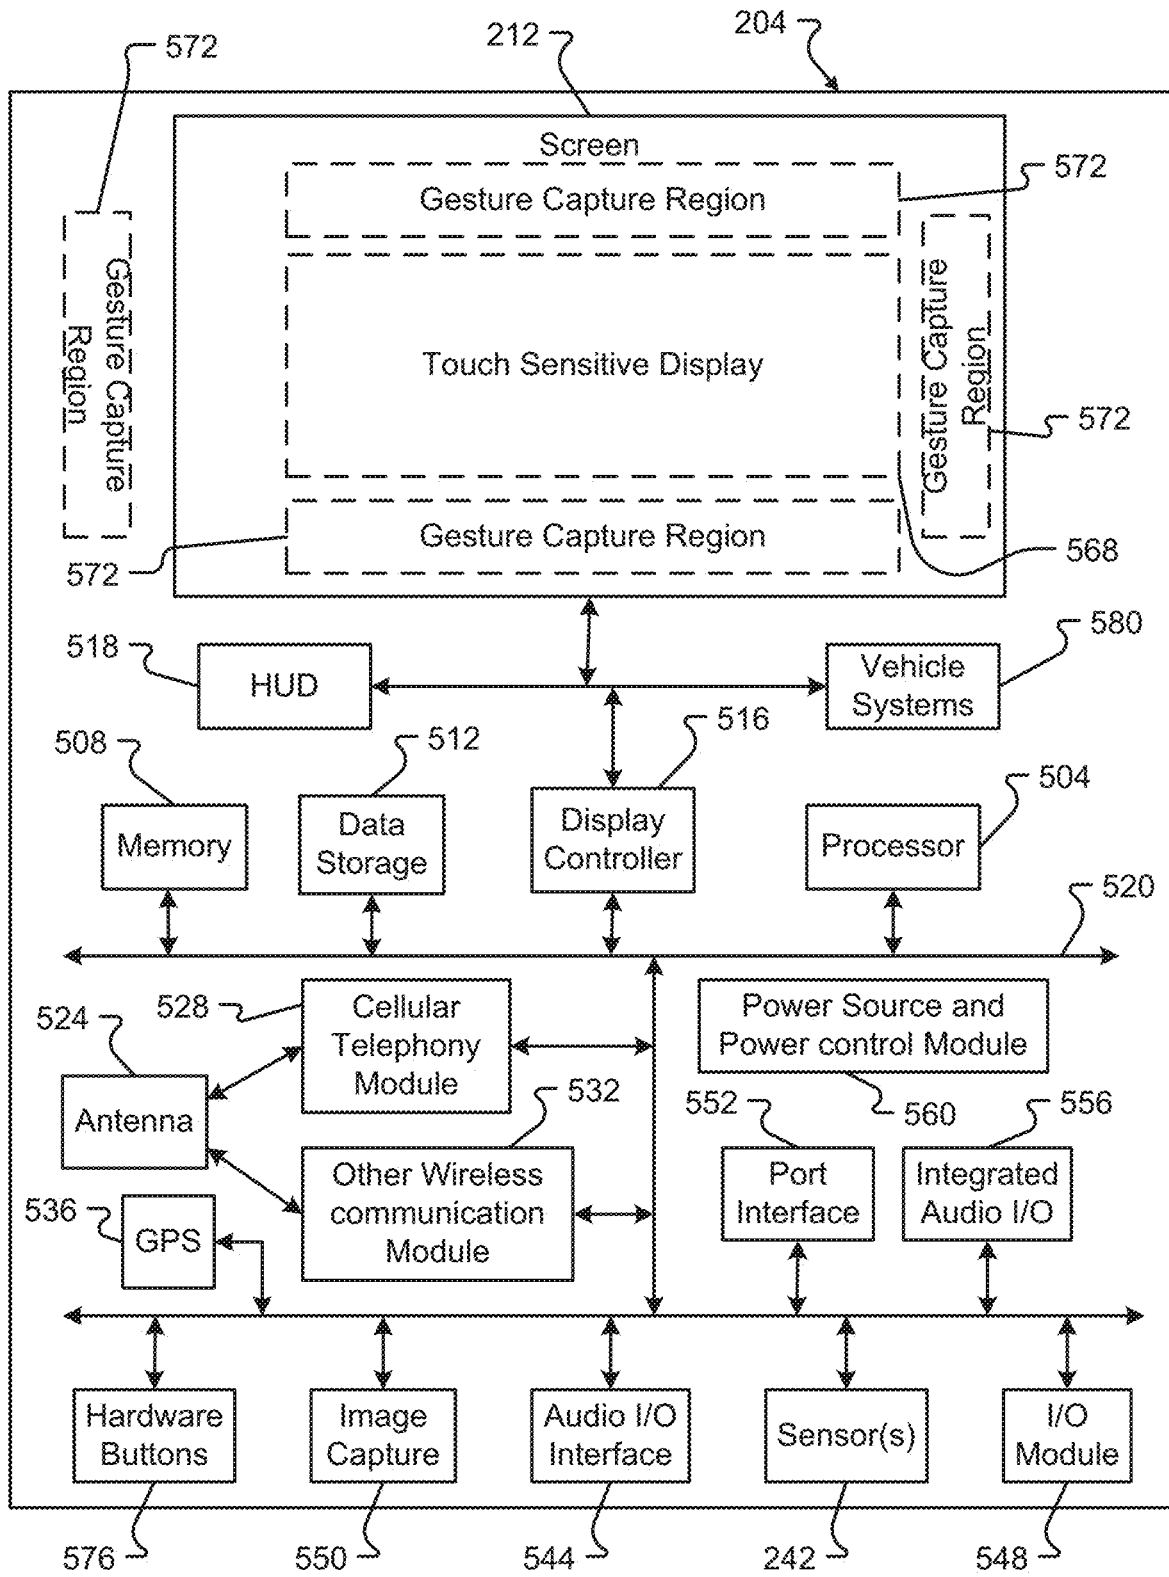 212
204
572
Screen
Gesture Capture Region
572
Gesture Capture
Region
Touch Sensitive Display
Gesture Capture
Region
572
Gesture Capture Region
572
568
518
HUD
Vehicle
Systems
580
508
512
516
504
Memory
Data
Storage
Display
Controller
Processor
520
528
Cellular
Telephony
Module
Power Source and
Power control Module
524
Antenna
532
552
560
556
Other Wireless
communication
Module
Port
Interface
Integrated
Audio I/O
536
GPS
Hardware
Buttons
Image
Capture
Audio I/O
Interface
Sensor(s)
I/O
Module
576
550
544
242
548